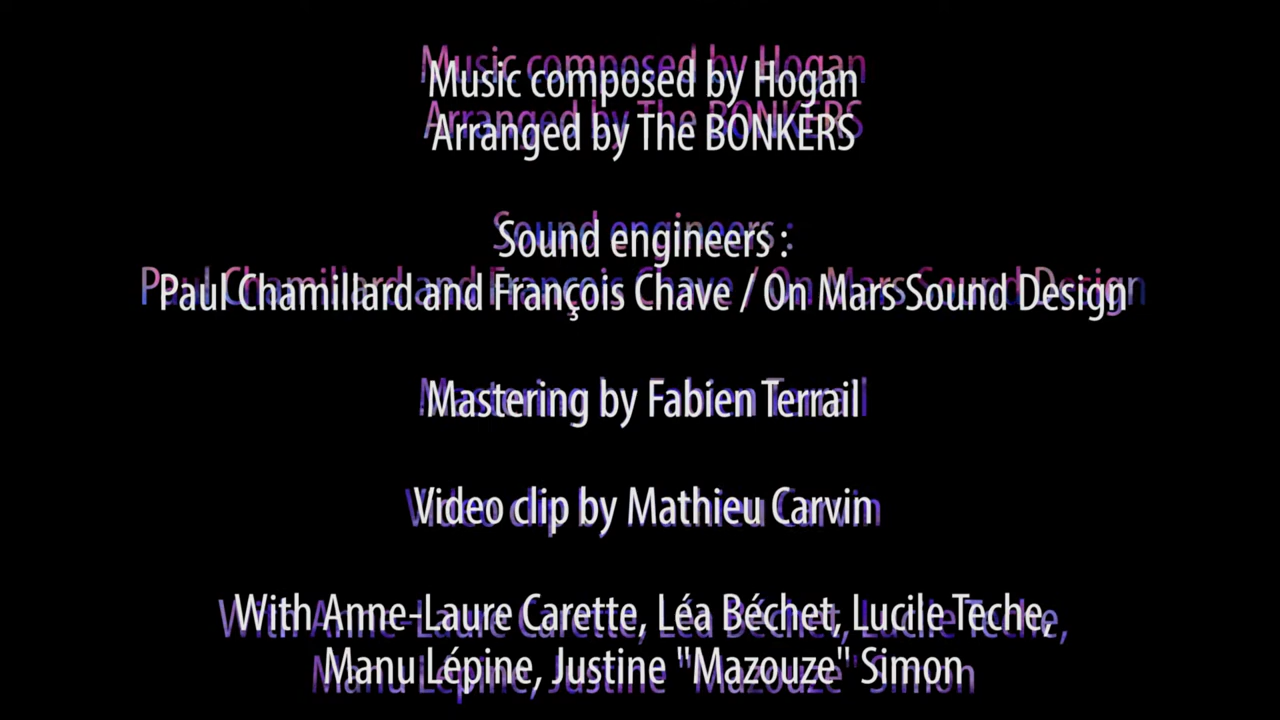 Music composed by Hogan
Arranged by The BONKERS
Sound engineers :
Paul Chamillard and François Chave / On Mars Sound Design
Mastering by Fabien Terrail
Video clip by Mathieu Carvin
With Anne-Laure Carette, Léa Béchet, Lucile Teche,
Manu Lépine, Justine "Mazouze" Simon